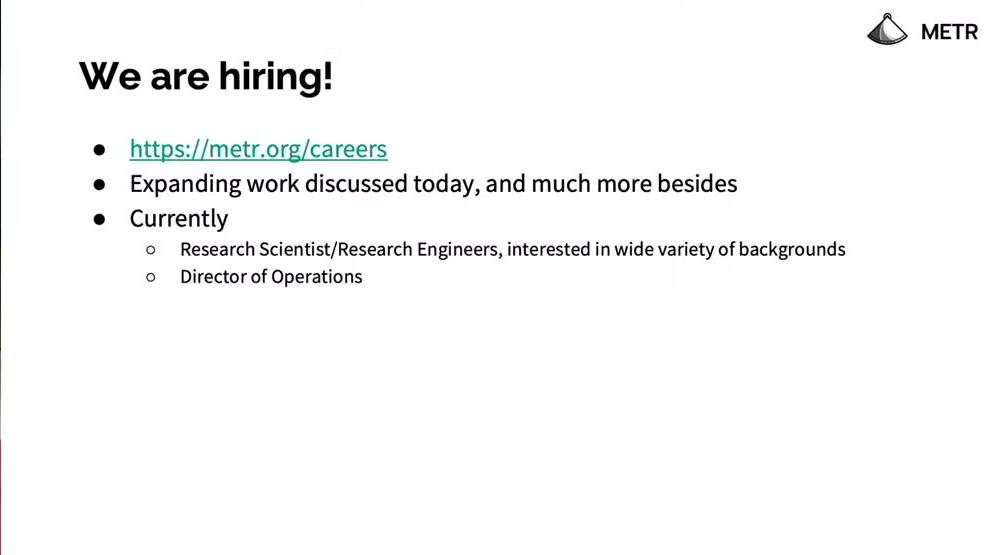 METR
We are hiring!
● https://metr.org/careers
● Expanding work discussed today, and much more besides
● Currently
○ Research Scientist/Research Engineers, interested in wide variety of backgrounds
○ Director of Operations